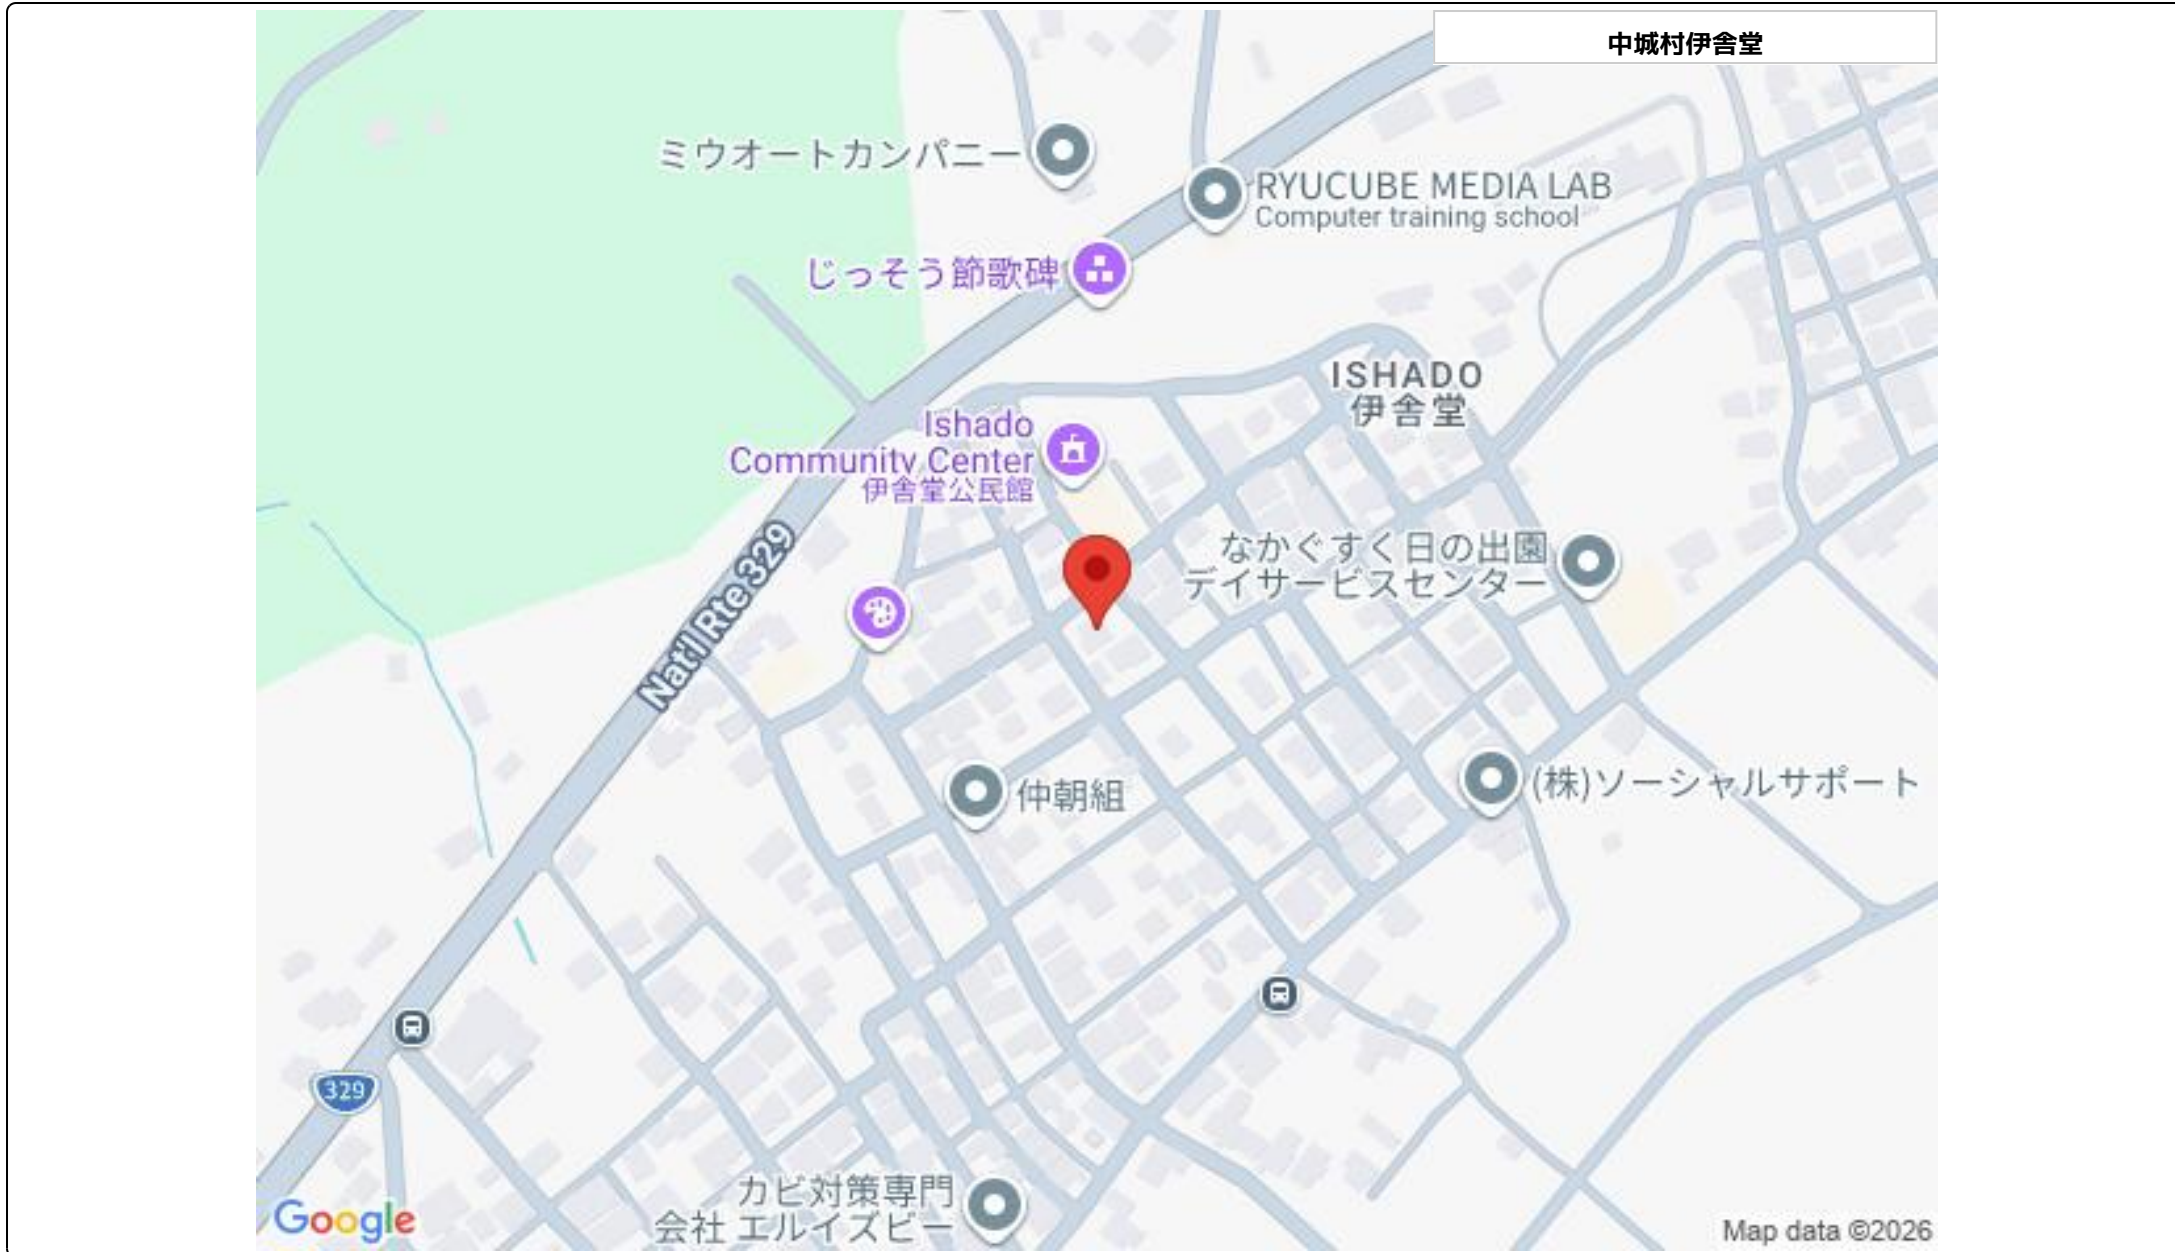 中城村伊舎堂
ミウオートカンパニー
RYUCUBE MEDIA LAB
Computer training school
じっそう節歌碑
ISHADO
伊舎堂
Ishado
Community Center
伊舎堂公民館
なかぐすく日の出園
デイサービスセンター
Nat'l Rte 329
仲朝組
(株)ソーシャルサポート
329
カビ対策専門
会社 エルイズビー
Google
Map data ©2026